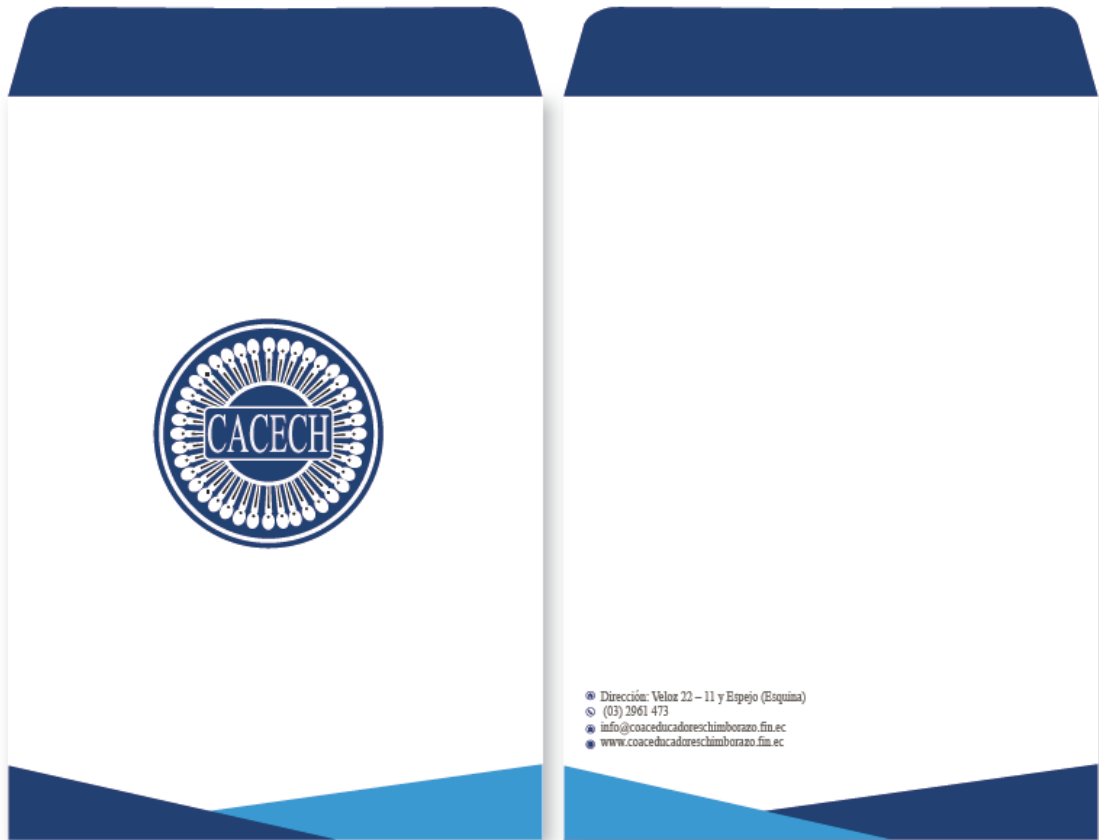 CACECH
Dirección: Veloz 22 – 11 y Espejo (Esquina)
(03) 2961 473
info@coaceducadoreschimborazo.fin.ec
www.coaceducadoreschimborazo.fin.ec